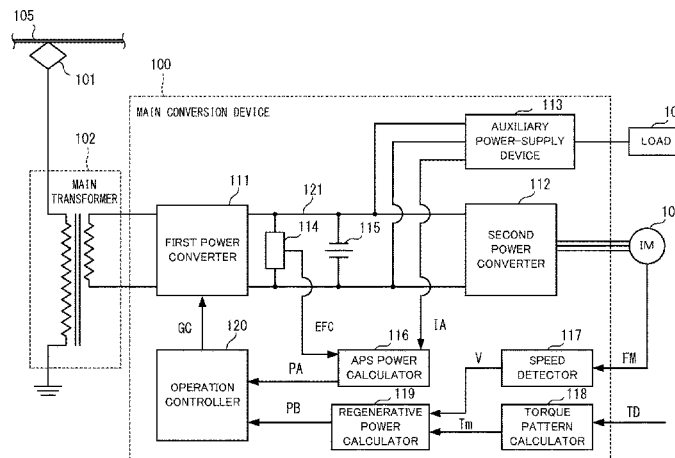 105
101
100
MAIN CONVERSION DEVICE
113
AUXILIARY
POWER-SUPPLY
DEVICE
LOAD
102
MAIN
TRANSFORMER
111
FIRST POWER
CONVERTER
121
114
115
112
SECOND
POWER
CONVERTER
IM
GC
EFC
IA
120
OPERATION
CONTROLLER
PA
116
APS POWER
CALCULATOR
V
117
SPEED
DETECTOR
FM
PB
119
REGENERATIVE
POWER
CALCULATOR
Tm
118
TORQUE
PATTERN
CALCULATOR
TD